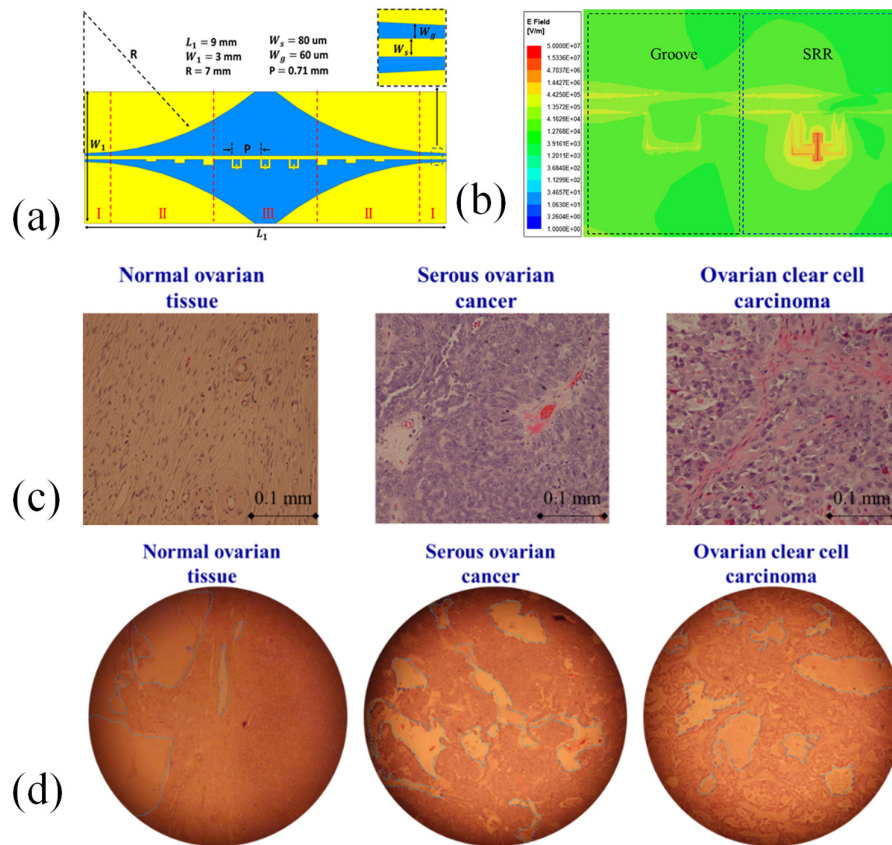 L₁ = 9 mm
W₁ = 3 mm
R = 7 mm
Wₛ = 80 um
W_g = 60 um
P = 0.71 mm
R
W_g
Wₛ
W₁
P
I
II
III
II
I
L₁
(a)
E Field
[V/m]
5.0000E+07
1.5336E+07
4.7037E+06
1.4427E+06
4.4250E+05
1.3572E+05
4.1628E+04
1.2768E+04
3.9161E+03
1.2011E+03
3.6840E+02
1.1299E+02
3.4657E+01
1.0630E+01
3.2604E+00
1.0000E+00
Groove
SRR
(b)
Normal ovarian
tissue
Serous ovarian
cancer
Ovarian clear cell
carcinoma
0.1 mm
0.1 mm
0.1 mm
(c)
Normal ovarian
tissue
Serous ovarian
cancer
Ovarian clear cell
carcinoma
(d)